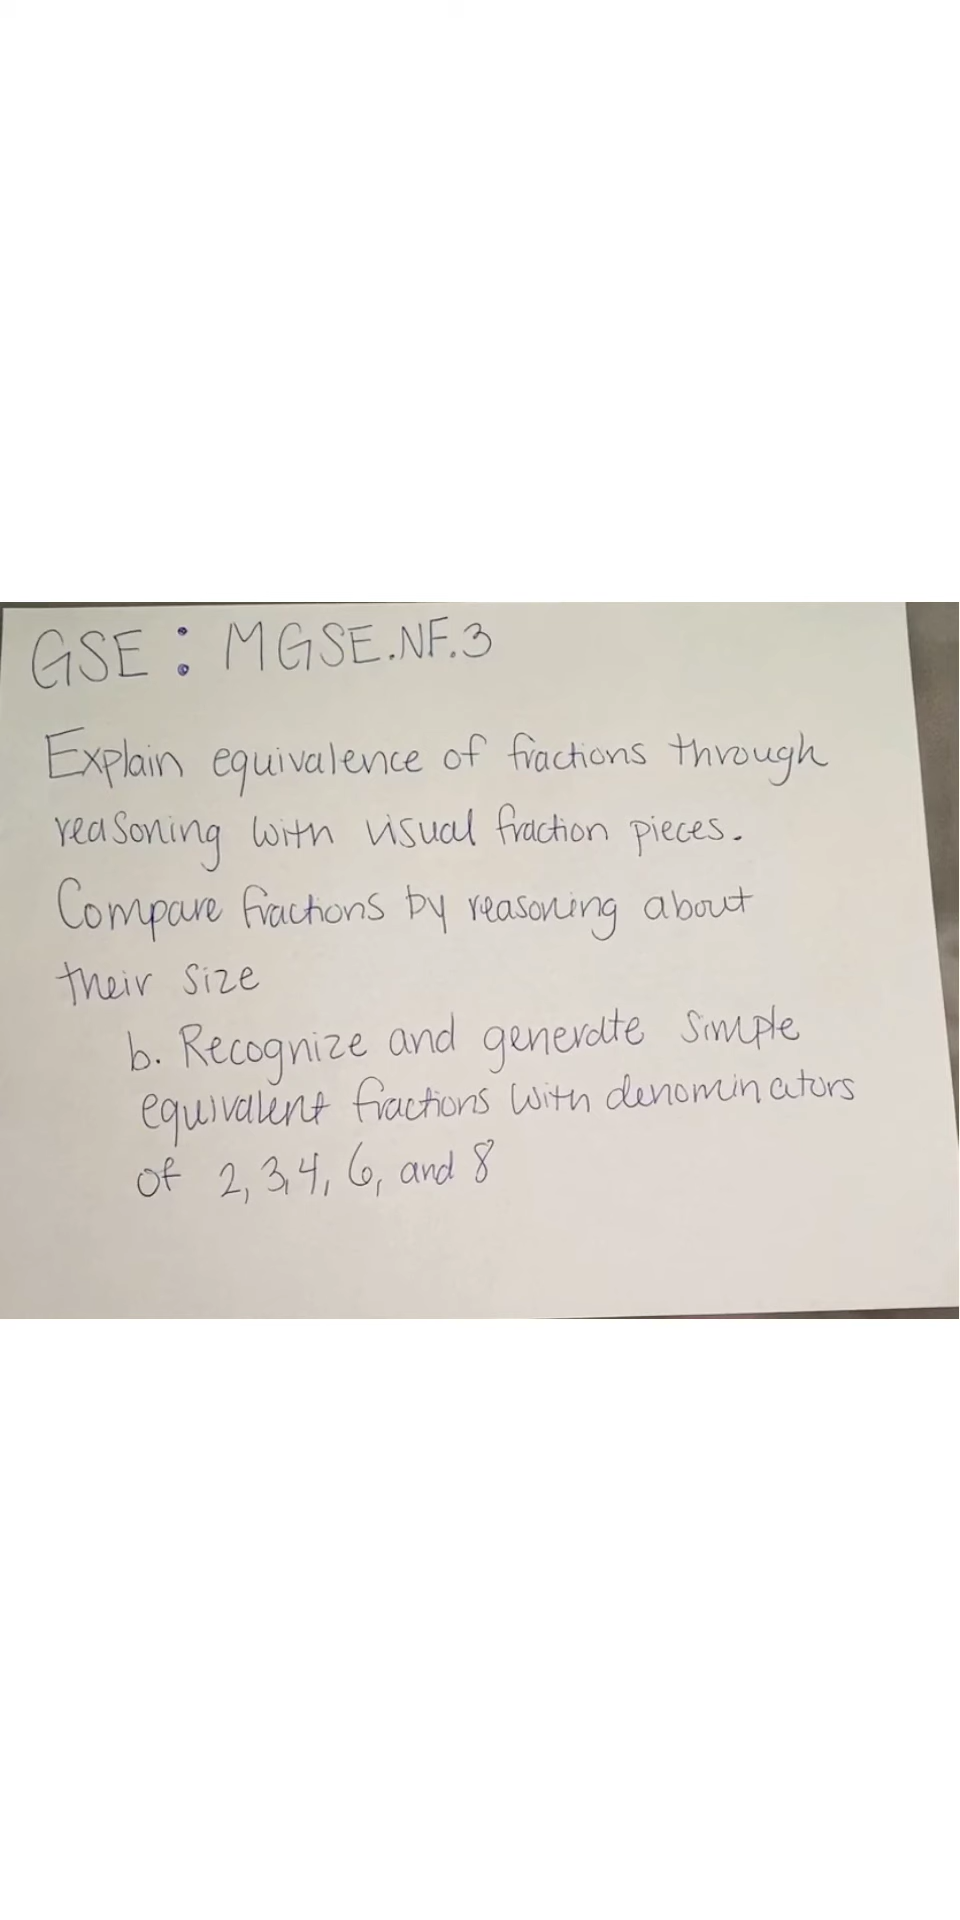 GSE: MGSE.NF.3
Explain equivalence of fractions through
reasoning with visual fraction pieces.
Compare fractions by reasoning about
their size
b. Recognize and generate simple
equivalent fractions with denominators
of 2, 3, 4, 6, and 8